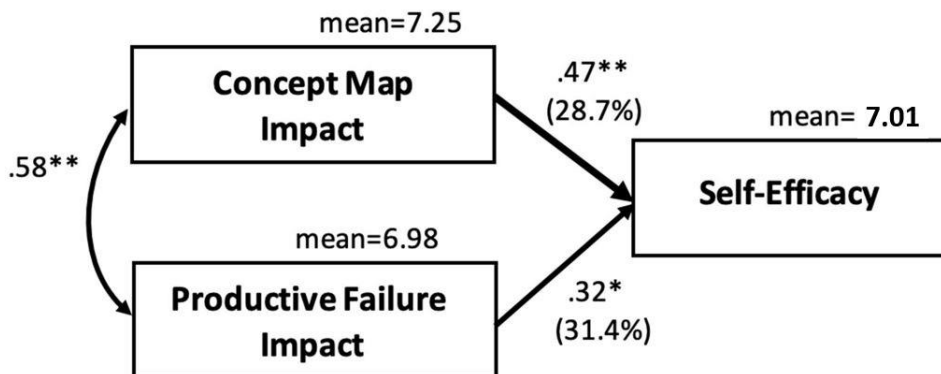 mean=7.25
Concept Map
Impact
.47**
(28.7%)
mean= 7.01
.58**
Self-Efficacy
mean=6.98
Productive Failure
Impact
.32*
(31.4%)